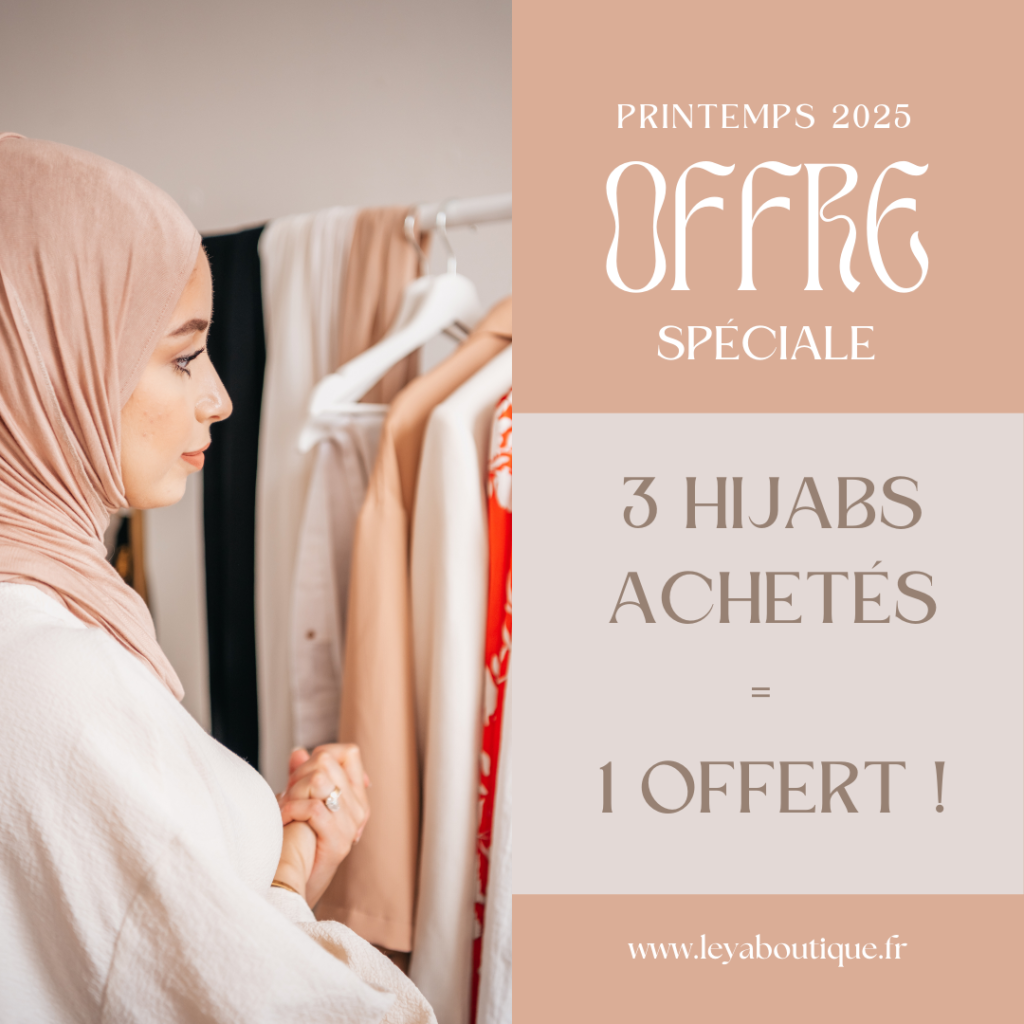 PRINTEMPS 2025
OFFRE
SPÉCIALE
3 HIJABS
ACHETÉS
=
1 OFFERT !
www.leyaboutique.fr